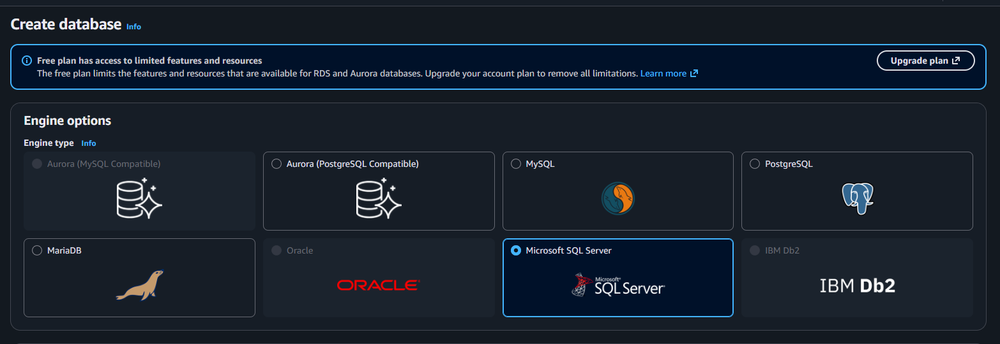 Create database Info
Free plan has access to limited features and resources
The free plan limits the features and resources that are available for RDS and Aurora databases. Upgrade your account plan to remove all limitations. Learn more
Upgrade plan
Engine options
Engine type Info
Aurora (MySQL Compatible)
Aurora (PostgreSQL Compatible)
MySQL
PostgreSQL
MariaDB
Oracle
ORACLE
Microsoft SQL Server
Microsoft®
SQL Server
IBM Db2
IBM Db2